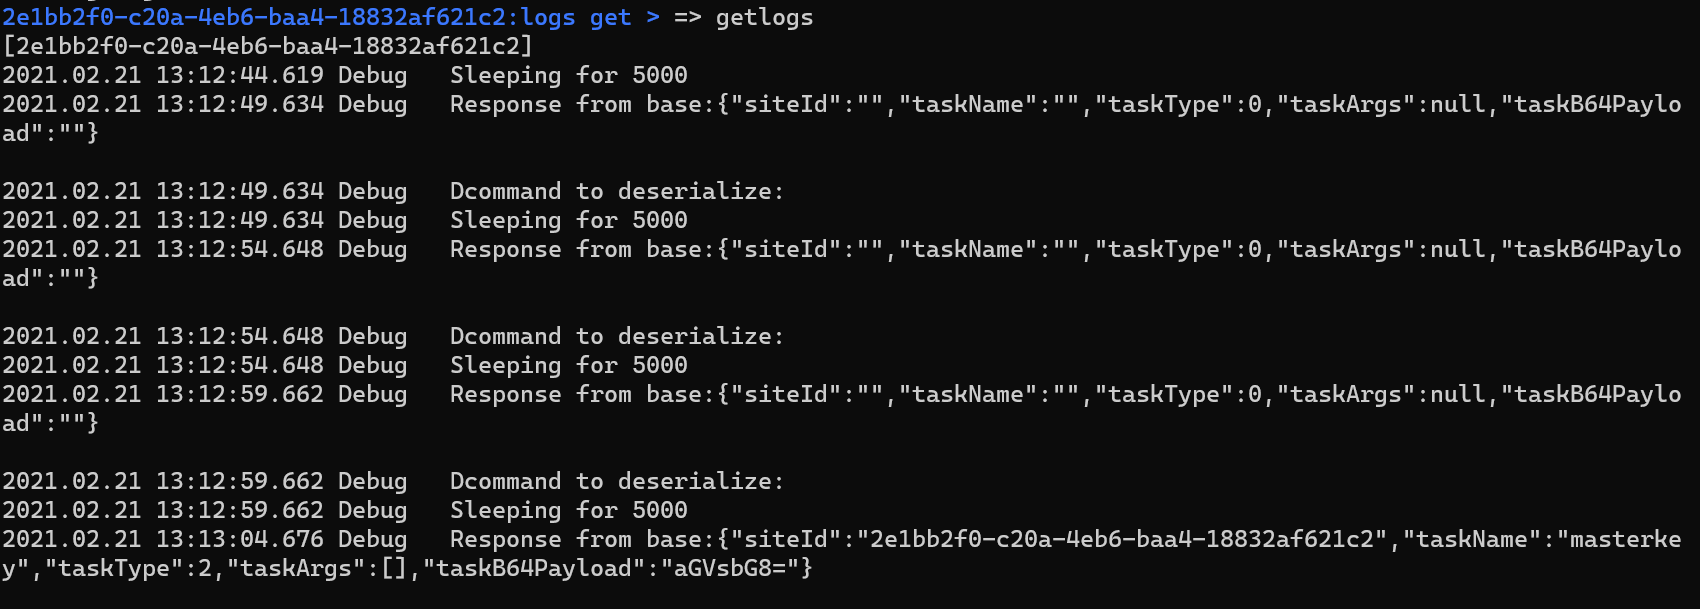 2e1bb2f0-c20a-4eb6-baa4-18832af621c2:logs get > => getlogs
[2e1bb2f0-c20a-4eb6-baa4-18832af621c2]
2021.02.21 13:12:44.619 Debug   Sleeping for 5000
2021.02.21 13:12:49.634 Debug   Response from base:{"siteId":"","taskName":"","taskType":0,"taskArgs":null,"taskB64Paylo
ad":""}
2021.02.21 13:12:49.634 Debug   Dcommand to deserialize:
2021.02.21 13:12:49.634 Debug   Sleeping for 5000
2021.02.21 13:12:54.648 Debug   Response from base:{"siteId":"","taskName":"","taskType":0,"taskArgs":null,"taskB64Paylo
ad":""}
2021.02.21 13:12:54.648 Debug   Dcommand to deserialize:
2021.02.21 13:12:54.648 Debug   Sleeping for 5000
2021.02.21 13:12:59.662 Debug   Response from base:{"siteId":"","taskName":"","taskType":0,"taskArgs":null,"taskB64Paylo
ad":""}
2021.02.21 13:12:59.662 Debug   Dcommand to deserialize:
2021.02.21 13:12:59.662 Debug   Sleeping for 5000
2021.02.21 13:13:04.676 Debug   Response from base:{"siteId":"2e1bb2f0-c20a-4eb6-baa4-18832af621c2","taskName":"masterke
y","taskType":2,"taskArgs":[],"taskB64Payload":"aGVsbG8="}